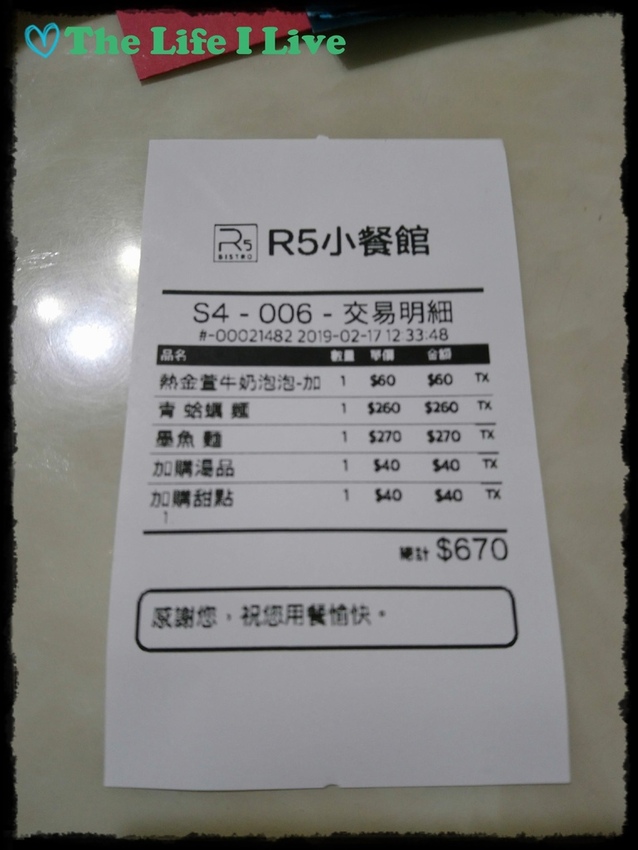 ♡The Life I Live
R5 BISTRO R5小餐館
S4 - 006 - 交易明細
#-00021482 2019-02-17 12:33:48
品名 數量 單價 金額
熱金萱牛奶泡泡-加 1 $60 $60 TX
青 蛤蠣 麵 1 $260 $260 TX
墨魚 麵 1 $270 $270 TX
加購湯品 1 $40 $40 TX
加購甜點 1 $40 $40 TX
1
總計 $670
感謝您，祝您用餐愉快。